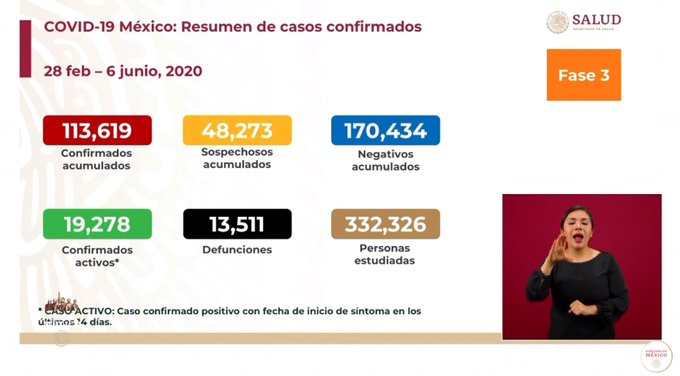 COVID-19 México: Resumen de casos confirmados
SALUD
SECRETARÍA DE SALUD
28 feb – 6 junio, 2020
Fase 3
113,619
Confirmados
acumulados
48,273
Sospechosos
acumulados
170,434
Negativos
acumulados
19,278
Confirmados
activos*
13,511
Defunciones
332,326
Personas
estudiadas
* CASO ACTIVO: Caso confirmado positivo con fecha de inicio de síntoma en los
últimos 14 días.
GOBIERNO DE
MÉXICO